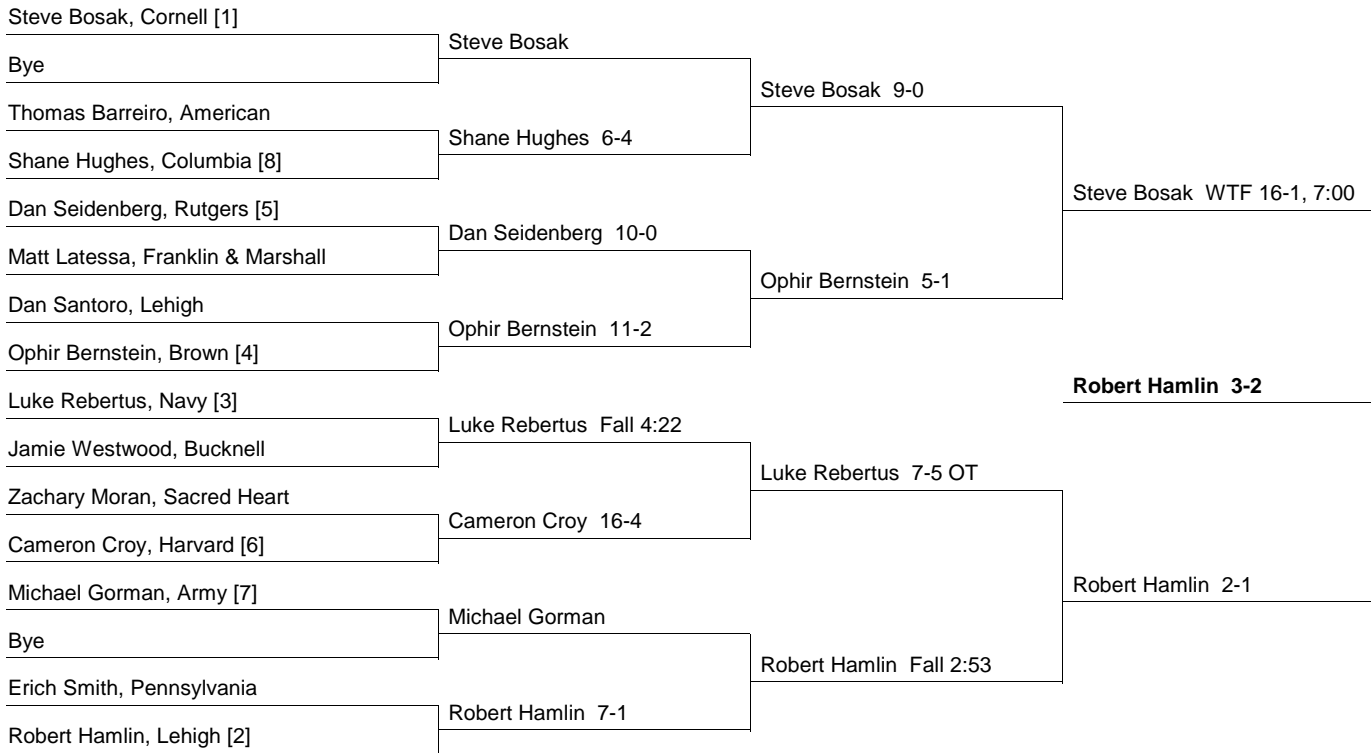 Steve Bosak, Cornell [1]
Bye
Thomas Barreiro, American
Shane Hughes, Columbia [8]
Dan Seidenberg, Rutgers [5]
Matt Latessa, Franklin & Marshall
Dan Santoro, Lehigh
Ophir Bernstein, Brown [4]
Luke Rebertus, Navy [3]
Jamie Westwood, Bucknell
Zachary Moran, Sacred Heart
Cameron Croy, Harvard [6]
Michael Gorman, Army [7]
Bye
Erich Smith, Pennsylvania
Robert Hamlin, Lehigh [2]
Steve Bosak
Shane Hughes 6-4
Dan Seidenberg 10-0
Ophir Bernstein 11-2
Luke Rebertus Fall 4:22
Cameron Croy 16-4
Michael Gorman
Robert Hamlin 7-1
Steve Bosak 9-0
Ophir Bernstein 5-1
Luke Rebertus 7-5 OT
Robert Hamlin Fall 2:53
Steve Bosak WTF 16-1, 7:00
Robert Hamlin 2-1
Robert Hamlin 3-2